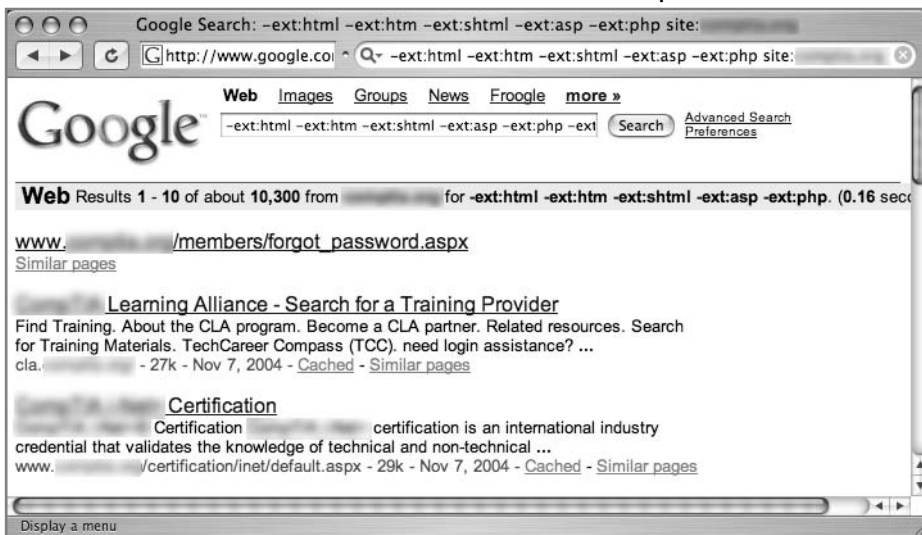 Google Search: -ext:html -ext:htm -ext:shtml -ext:asp -ext:php site:
http://www.google.coi -ext:html -ext:htm -ext:shtml -ext:asp -ext:php site:
Google Web Images Groups News Froogle more »
-ext:html -ext:htm -ext:shtml -ext:asp -ext:php -ext Search Advanced Search
Preferences
Web Results 1 - 10 of about 10,300 from for -ext:html -ext:htm -ext:shtml -ext:asp -ext:php. (0.16 seco
www. /members/forgot_password.aspx
Similar pages
Learning Alliance - Search for a Training Provider
Find Training. About the CLA program. Become a CLA partner. Related resources. Search
for Training Materials. TechCareer Compass (TCC). need login assistance? ...
cla. - 27k - Nov 7, 2004 - Cached - Similar pages
Certification
Certification certification is an international industry
credential that validates the knowledge of technical and non-technical ...
www. /certification/inet/default.aspx - 29k - Nov 7, 2004 - Cached - Similar pages
Display a menu